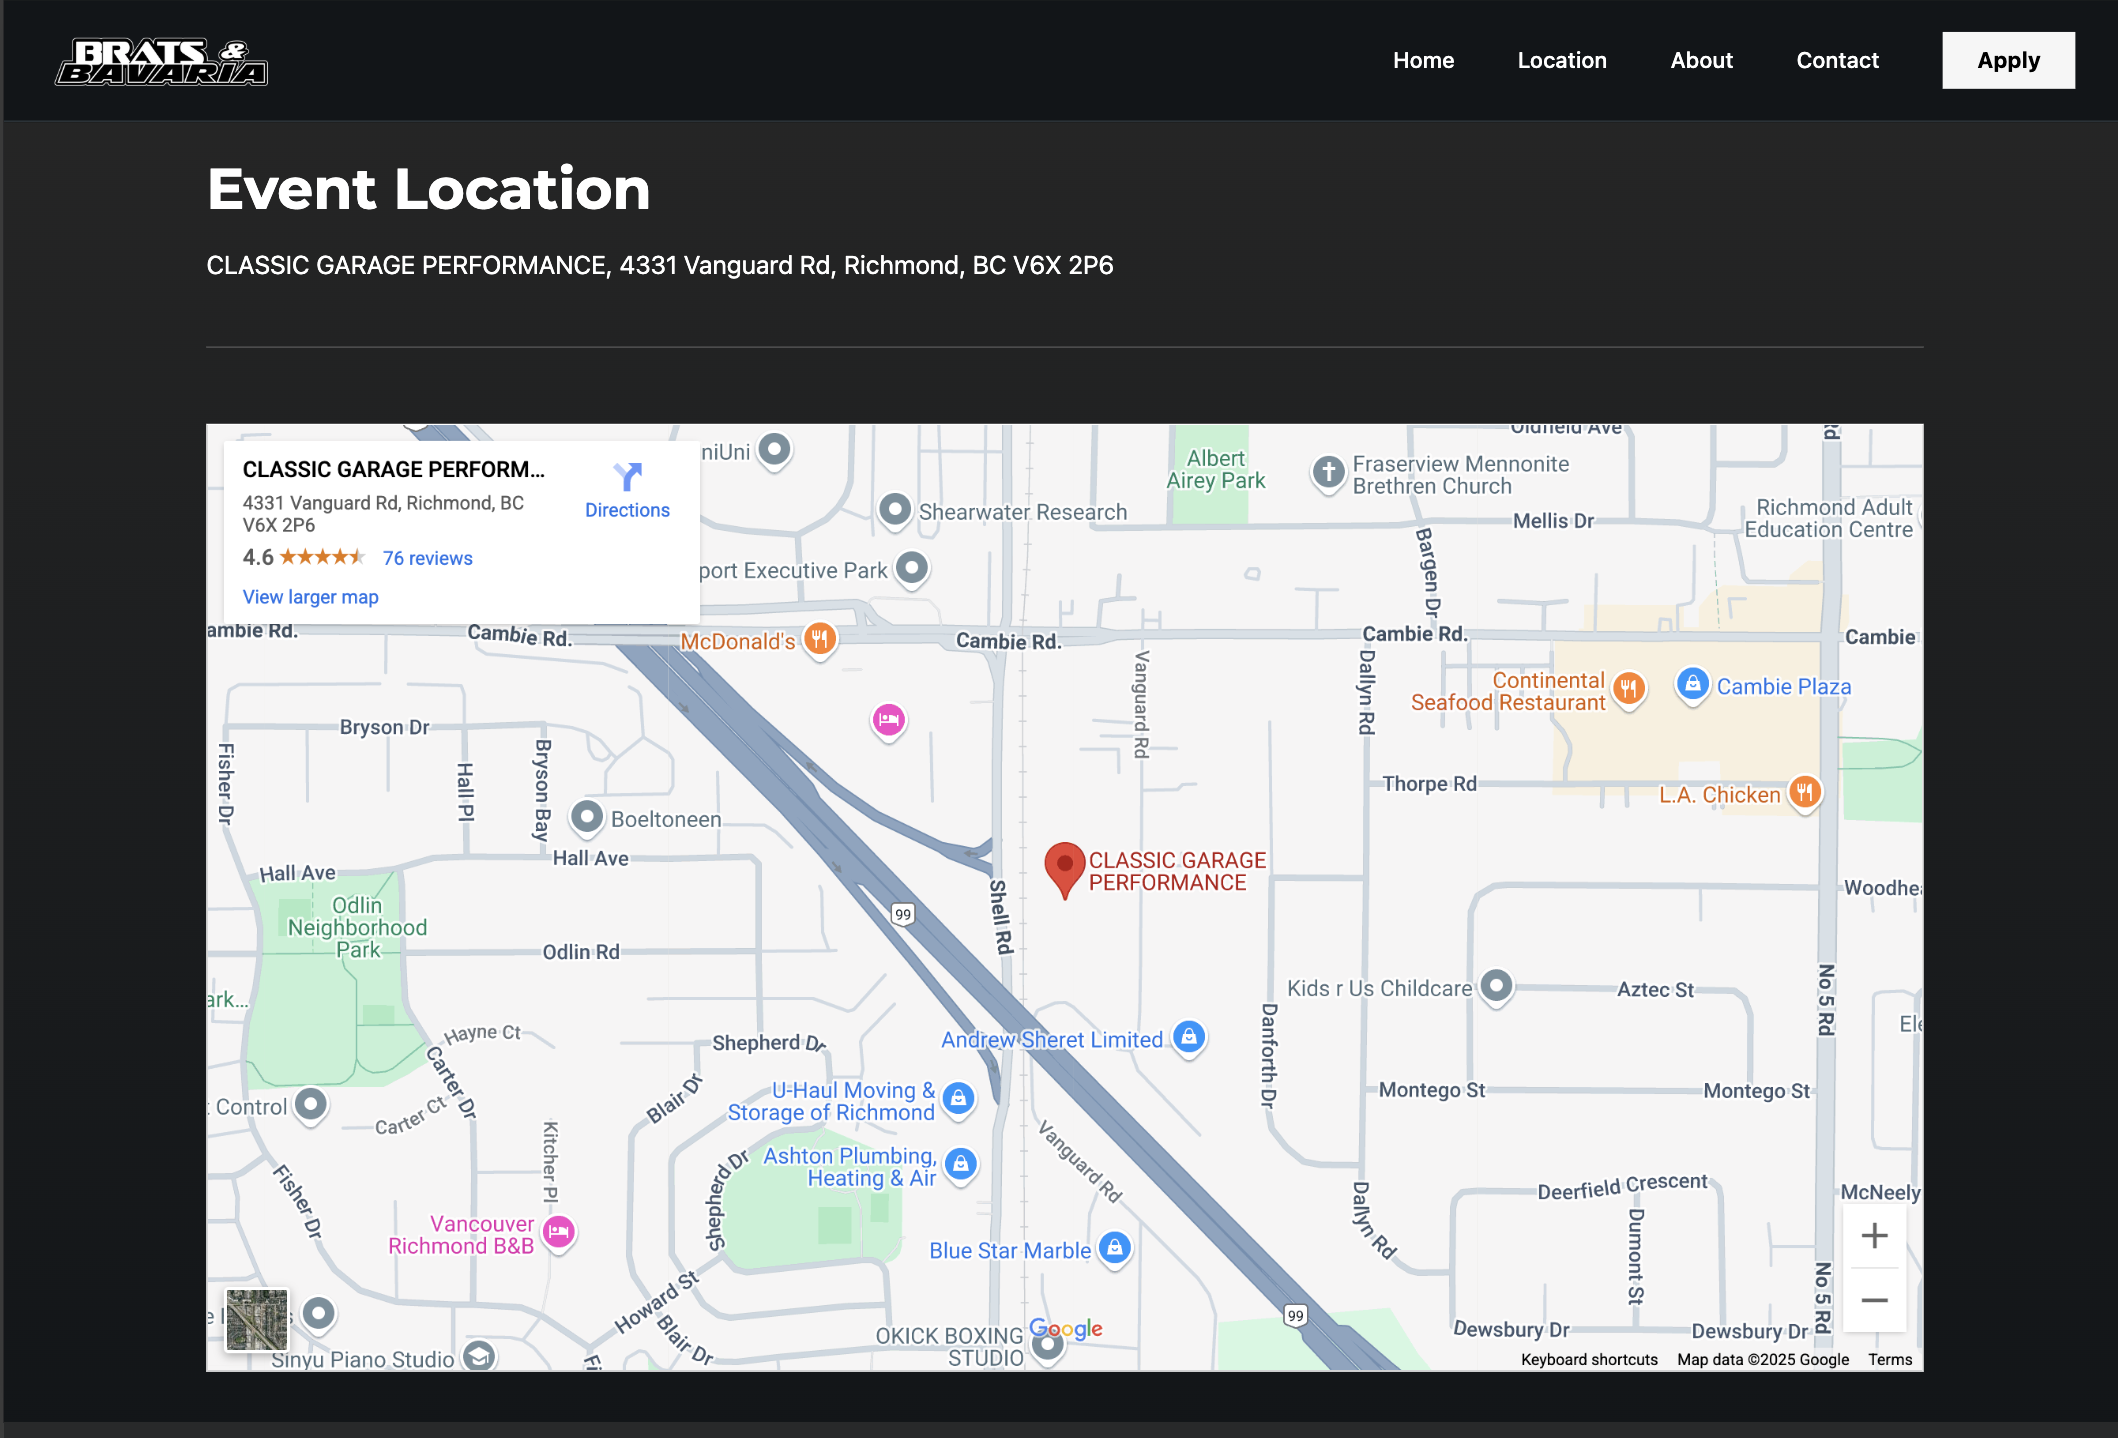 BRATS &
BAVARIA
Home
Location
About
Contact
Apply
Event Location
CLASSIC GARAGE PERFORMANCE, 4331 Vanguard Rd, Richmond, BC V6X 2P6
CLASSIC GARAGE PERFORM...
4331 Vanguard Rd, Richmond, BC
V6X 2P6
4.6
76 reviews
View larger map
Directions
niUni
Shearwater Research
port Executive Park
Albert
Airey Park
Fraserview Mennonite
Brethren Church
Oldfield Ave
Rd
Richmond Adult
Education Centre
Mellis Dr
Bargen Dr
ambie Rd.
Cambie Rd.
McDonald's
Cambie Rd.
Cambie Rd.
Cambie
Vanguard Rd
Dallyn Rd
Continental
Seafood Restaurant
Cambie Plaza
Bryson Dr
Fisher Dr
Hall Pl
Bryson Bay
Boeltoneen
Thorpe Rd
L.A. Chicken
Hall Ave
Hall Ave
CLASSIC GARAGE
PERFORMANCE
Woodhea
Odlin
Neighborhood
Park
99
Shell Rd
Odlin Rd
ark...
Kids r Us Childcare
Aztec St
No 5 Rd
Ele
Hayne Ct
Shepherd Dr
Andrew Sheret Limited
Danforth Dr
Carter Dr
Carter Ct
t Control
Blair Dr
U-Haul Moving &
Storage of Richmond
Montego St
Montego St
Kitcher Pl
Vanguard Rd
Shepherd Dr
Ashton Plumbing,
Heating & Air
Fisher Dr
Dallyn Rd
Deerfield Crescent
McNeely
Vancouver
Richmond B&B
Blue Star Marble
Dumont St
No 5 Rd
Howard St
Blair Dr
99
Google
OKICK BOXING
STUDIO
Dewsbury Dr
Dewsbury Dr
Sinyu Piano Studio
Fi
Keyboard shortcuts
Map data ©2025 Google
Terms